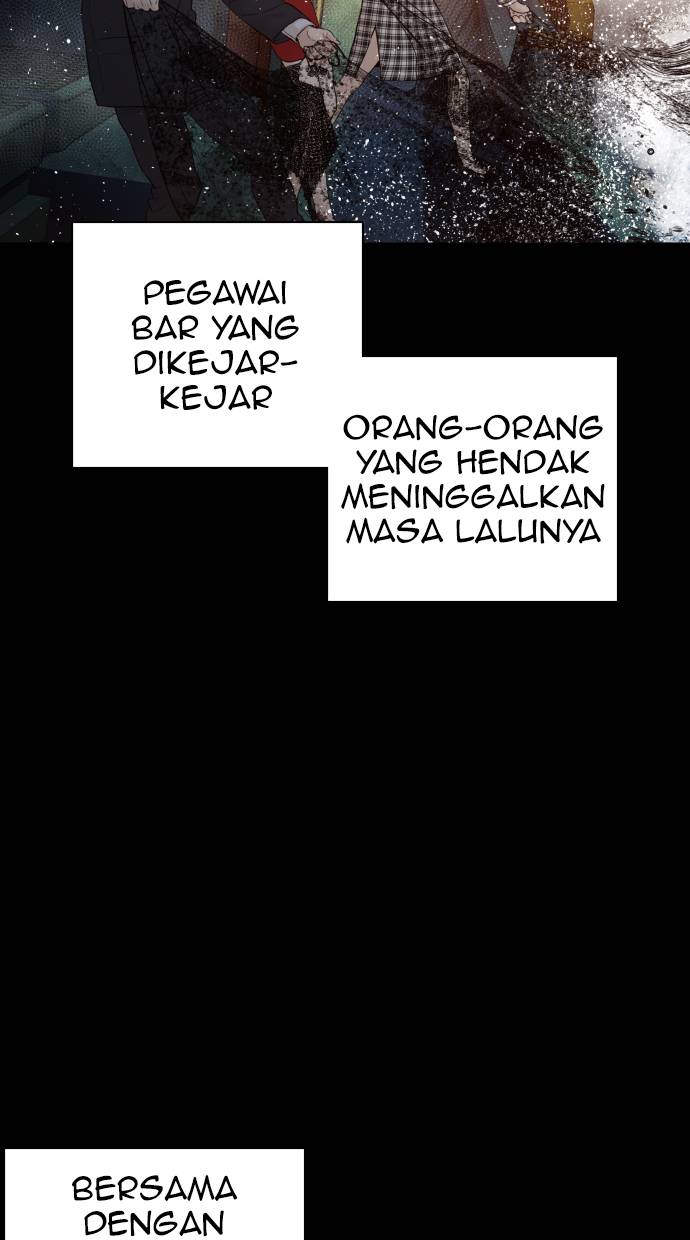 PEGAWAI
BAR YANG
DIKEJAR-
KEJAR
ORANG-ORANG
YANG HENDAK
MENINGGALKAN
MASA LALUNYA
BERSAMA
DENGAN